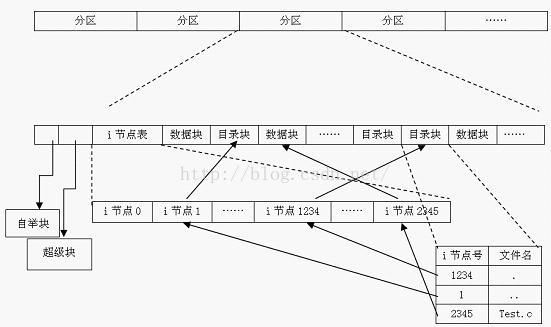 分区 分区 分区 分区 ……
i 节点表 数据块 目录块 数据块 …… 目录块 目录块 数据块 ……
http://blog.csdn.net/
i 节点 0 i 节点 1 …… i 节点 1234 …… i 节点 2345
自举块
超级块
i 节点号 文件名
1234 .
1 ..
2345 Test.c